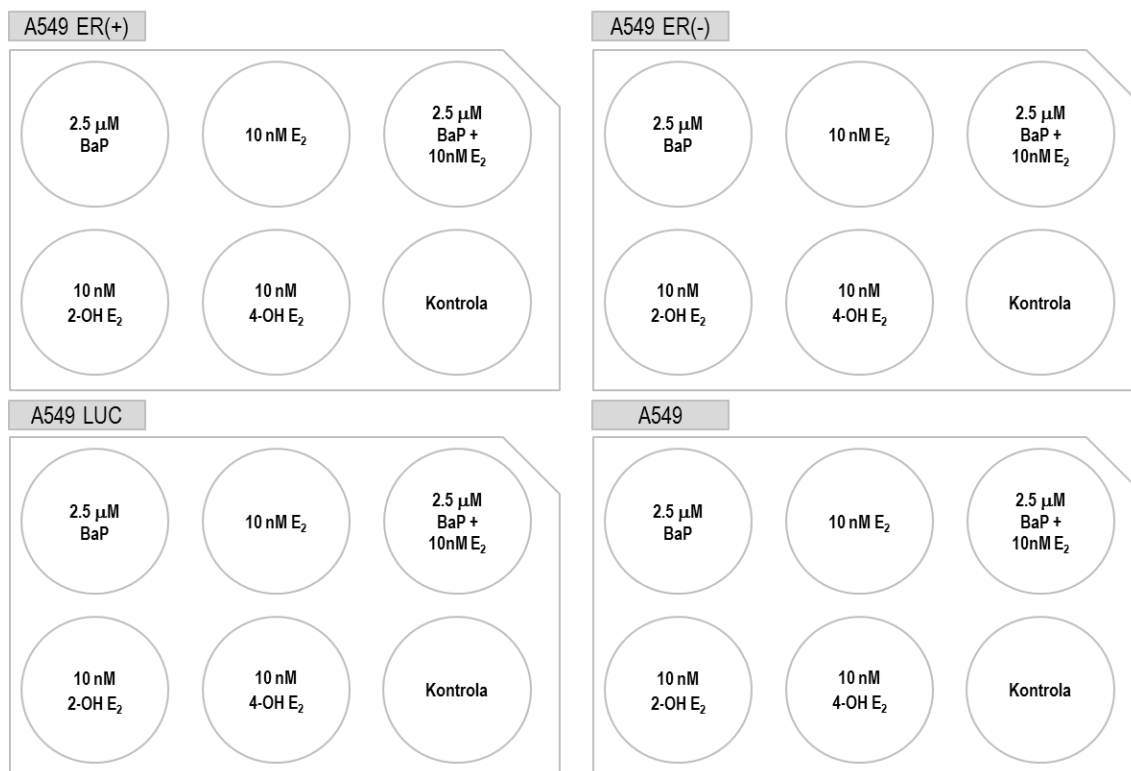 A549 ER(+)
2.5 μM
BaP
10 nM E₂
2.5 μM
BaP +
10nM E₂
10 nM
2-OH E₂
10 nM
4-OH E₂
Kontrola
A549 ER(-)
2.5 μM
BaP
10 nM E₂
2.5 μM
BaP +
10nM E₂
10 nM
2-OH E₂
10 nM
4-OH E₂
Kontrola
A549 LUC
2.5 μM
BaP
10 nM E₂
2.5 μM
BaP +
10nM E₂
10 nM
2-OH E₂
10 nM
4-OH E₂
Kontrola
A549
2.5 μM
BaP
10 nM E₂
2.5 μM
BaP +
10nM E₂
10 nM
2-OH E₂
10 nM
4-OH E₂
Kontrola